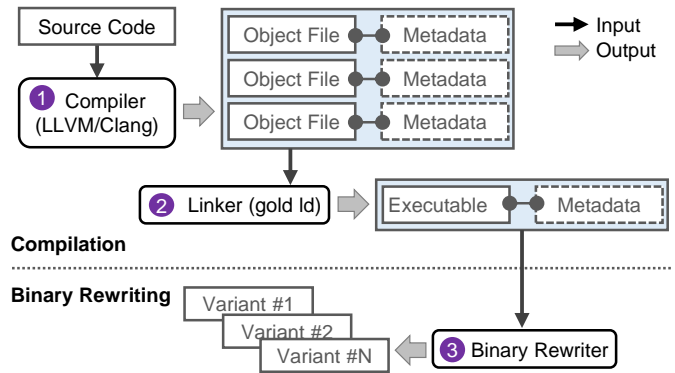 Source Code
Object File
Metadata
Input
Output
1 Compiler
(LLVM/Clang)
Object File
Metadata
Object File
Metadata
2 Linker (gold ld)
Executable
Metadata
Compilation
Binary Rewriting
Variant #1
Variant #2
Variant #N
3 Binary Rewriter